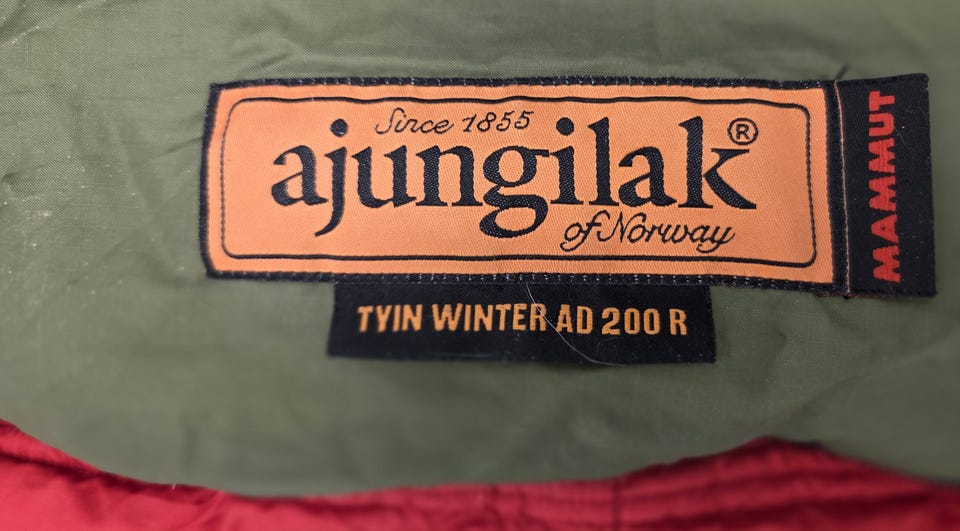 Since 1855
ajungilak®
of Norway
MAMMUT
TYIN WINTER AD 200 R